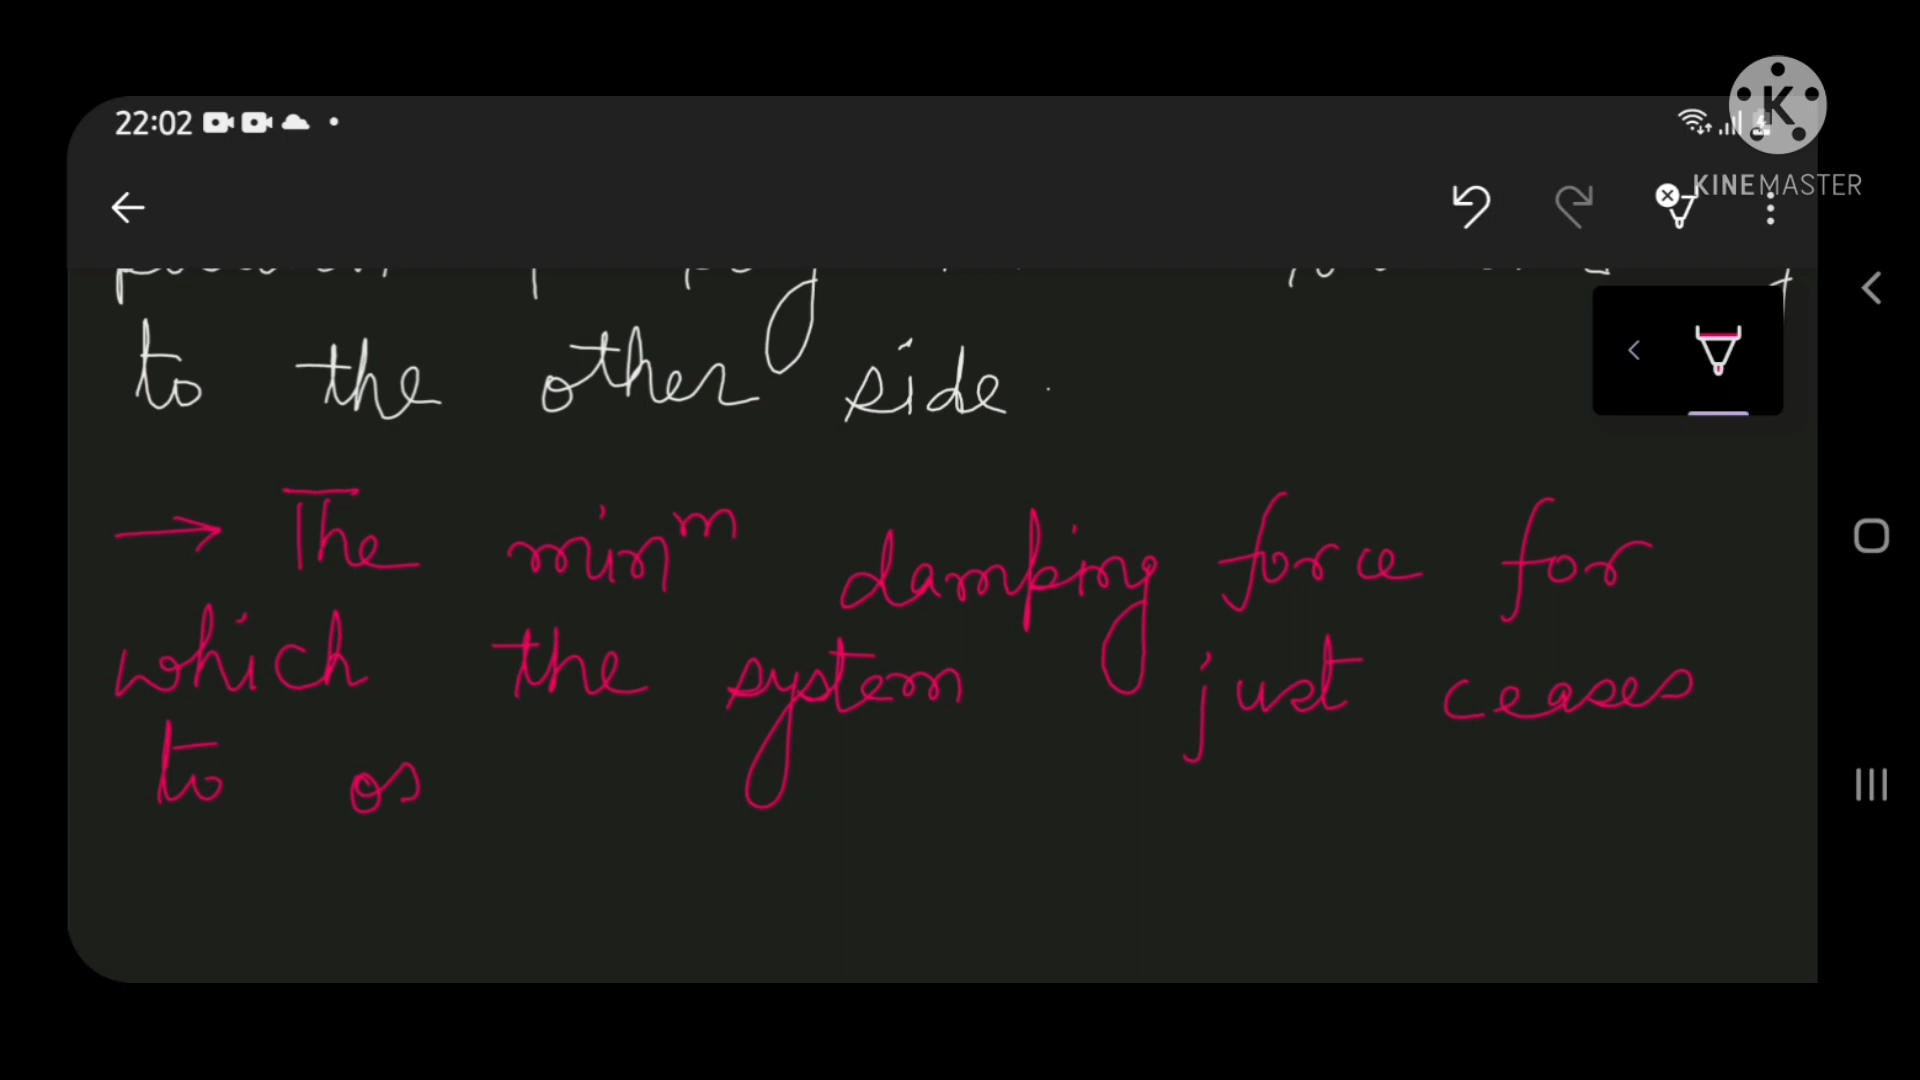 22:02
KINEMASTER
to the other side.
→ The minᵐ damping force for
which the system just ceases
to os